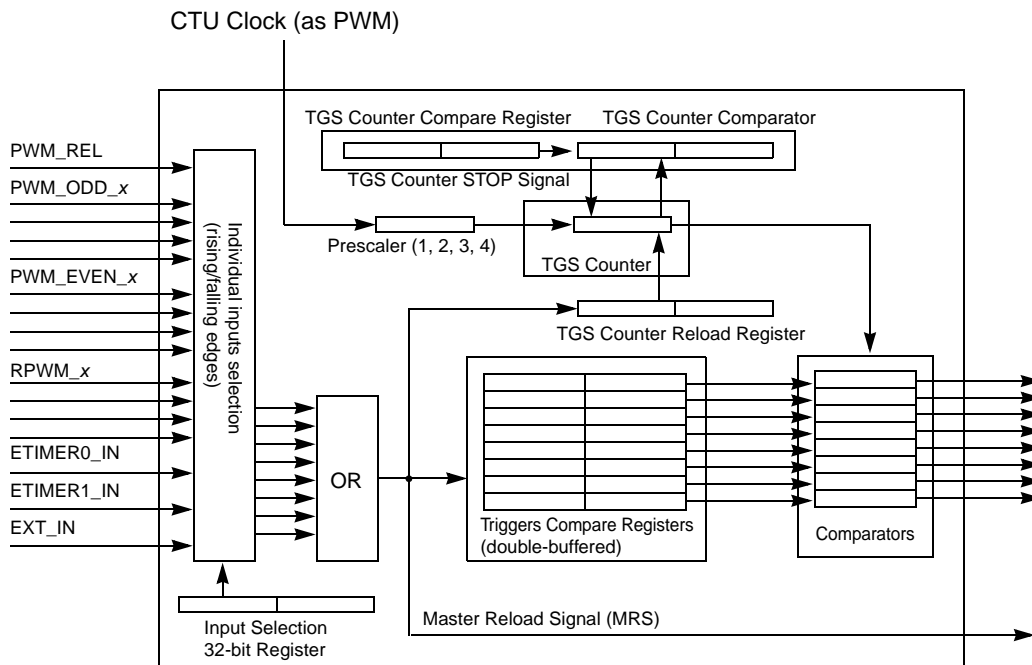 CTU Clock (as PWM)
TGS Counter Compare Register
TGS Counter Comparator
PWM_REL
TGS Counter STOP Signal
PWM_ODD_x
Prescaler (1, 2, 3, 4)
TGS Counter
PWM_EVEN_x
Individual inputs selection
(rising/falling edges)
TGS Counter Reload Register
RPWM_x
ETIMER0_IN
ETIMER1_IN
EXT_IN
OR
Triggers Compare Registers
(double-buffered)
Comparators
Input Selection
32-bit Register
Master Reload Signal (MRS)